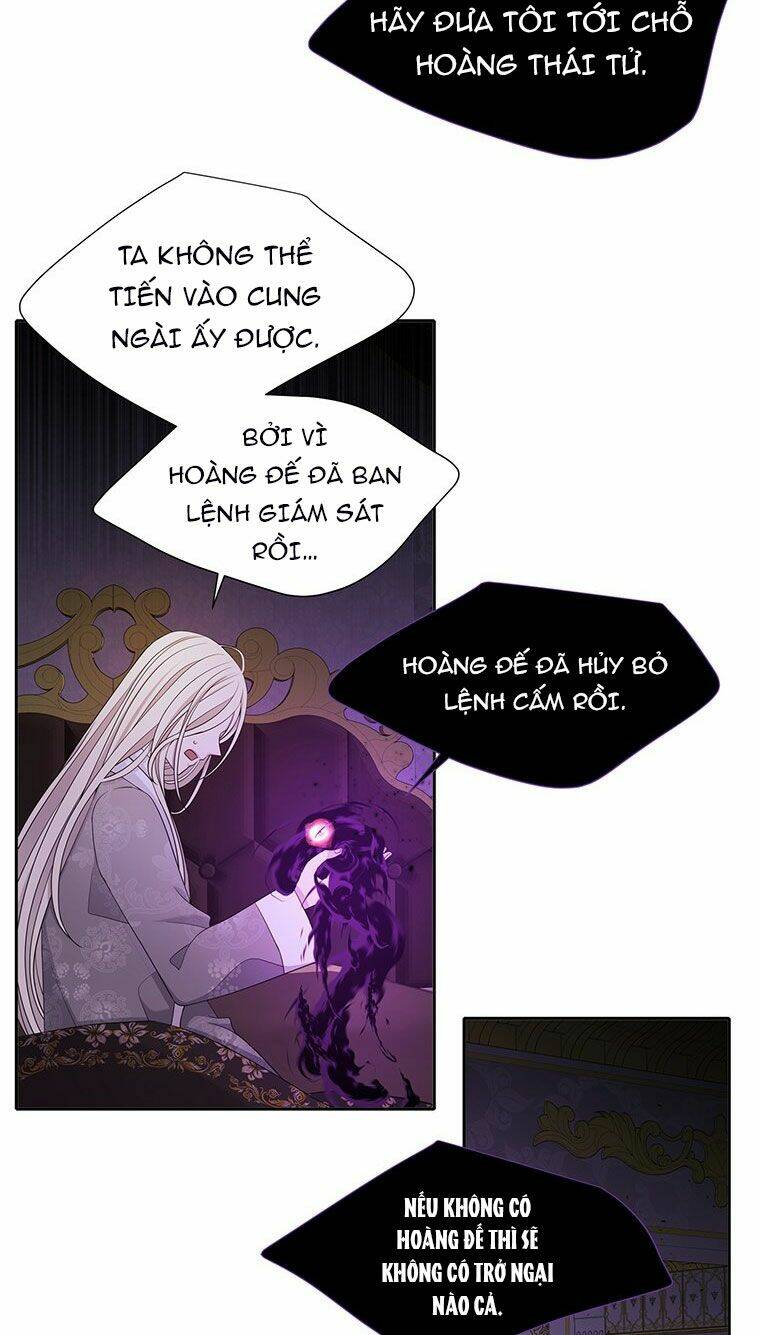 HÃY ĐƯA TÔI TỚI CHỖ
HOÀNG THÁI TỬ.
TA KHÔNG THỂ
TIẾN VÀO CUNG
NGÀI ẤY ĐƯỢC.
BỞI VÌ
HOÀNG ĐẾ ĐÃ BAN
LỆNH GIÁM SÁT
RỒI...
HOÀNG ĐẾ ĐÃ HỦY BỎ
LỆNH CẤM RỒI.
NẾU KHÔNG CÓ
HOÀNG ĐẾ THÌ SẼ
KHÔNG CÓ TRỞ NGẠI
NÀO CẢ.